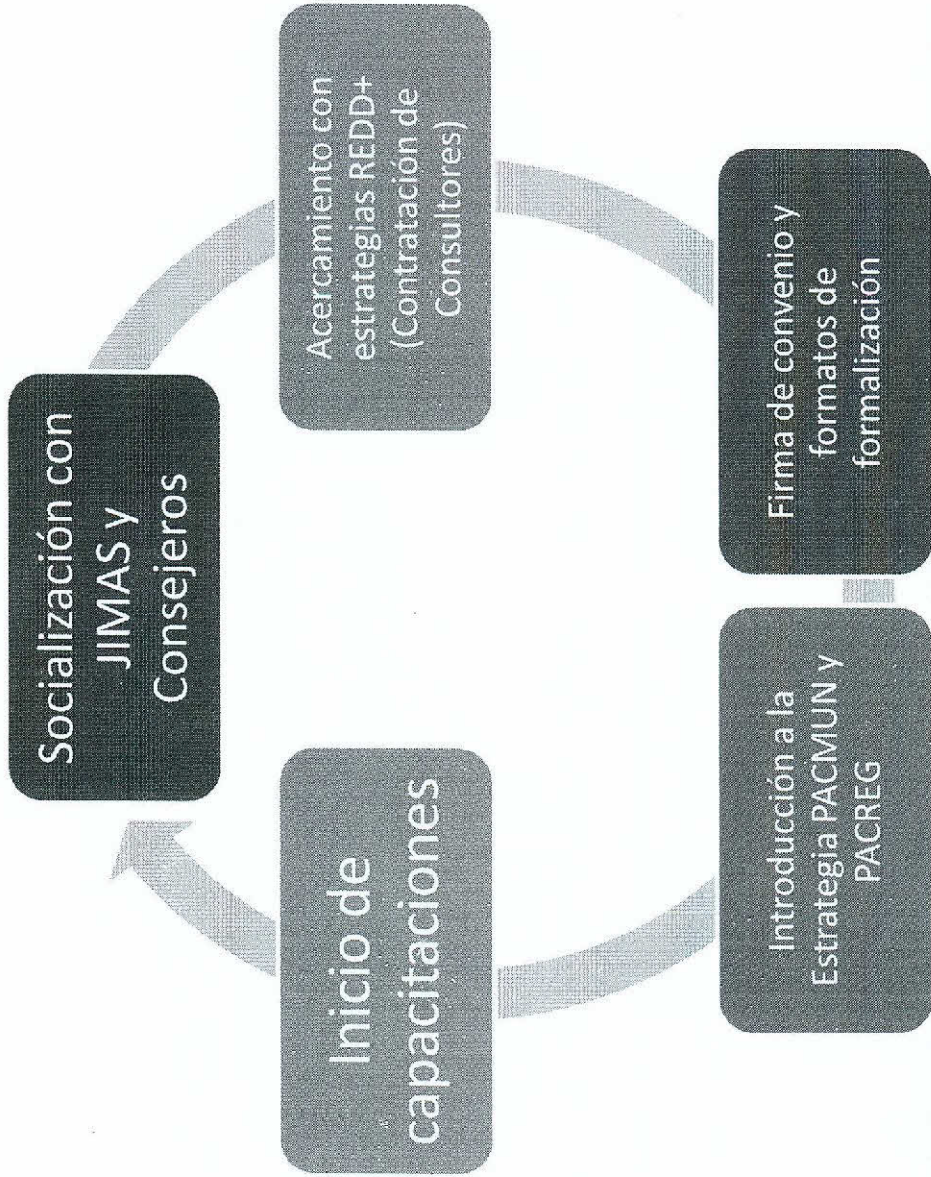 Socialización con
JIMAS y
Consejeros
Acercamiento con
estrategias REDD+
(Contratación de
Consultores)
Firma de convenio y
formatos de
formalización
Introducción a la
Estrategia PACMUN y
PACREG
Inicio de
capacitaciones